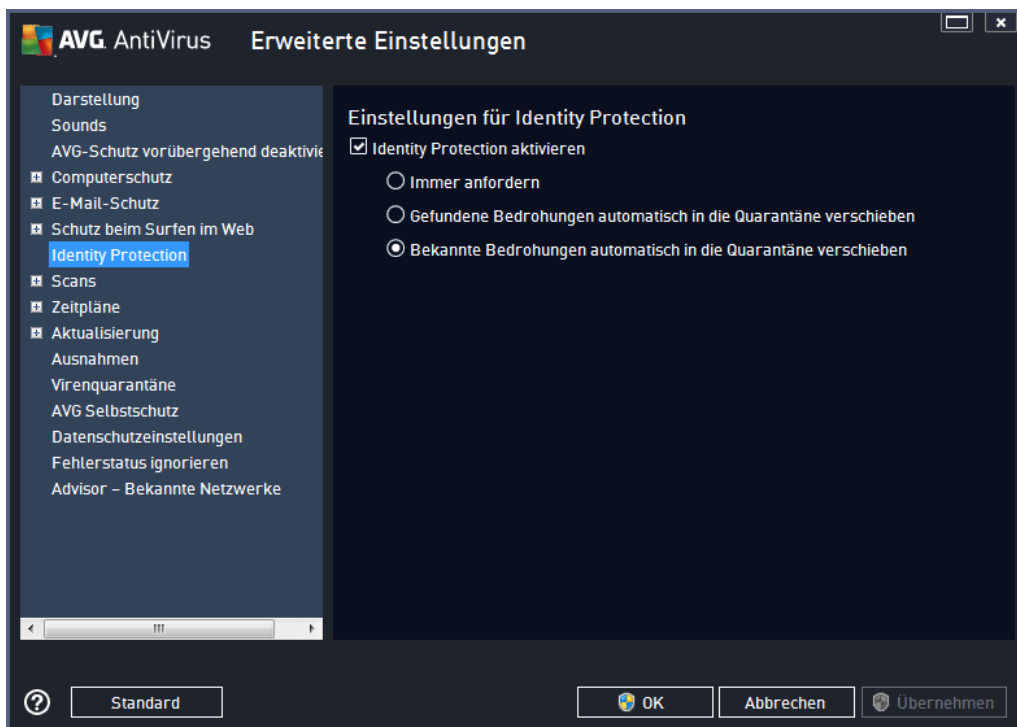 AVG. AntiVirus Erweiterte Einstellungen
Darstellung
Sounds
AVG-Schutz vorübergehend deaktivie
Computerschutz
E-Mail-Schutz
Schutz beim Surfen im Web
Identity Protection
Scans
Zeitpläne
Aktualisierung
Ausnahmen
Virenquarantäne
AVG Selbstschutz
Datenschutzeinstellungen
Fehlerstatus ignorieren
Advisor – Bekannte Netzwerke
Einstellungen für Identity Protection
Identity Protection aktivieren
Immer anfordern
Gefundene Bedrohungen automatisch in die Quarantäne verschieben
Bekannte Bedrohungen automatisch in die Quarantäne verschieben
Standard
OK
Abbrechen
Übernehmen